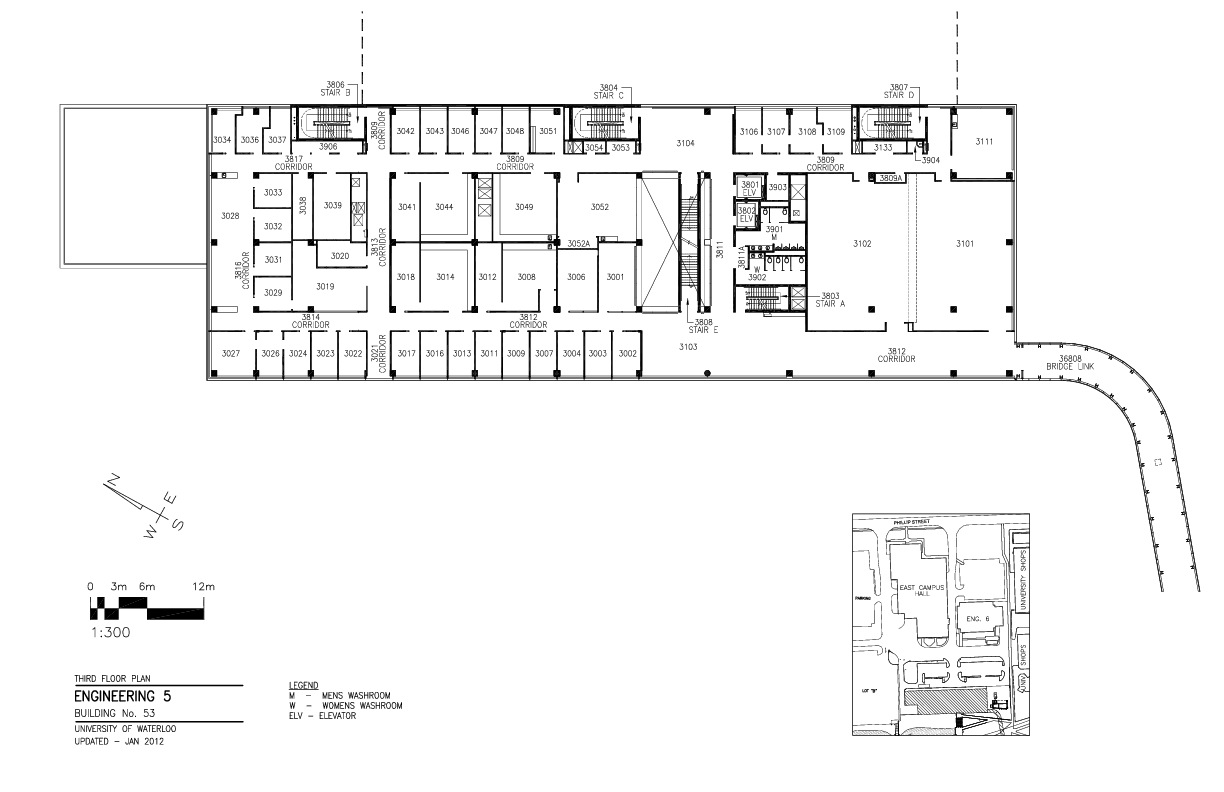 3806
STAIR B
3804
STAIR C
3807
STAIR D
3034
3036
3037
3906
3809
CORRIDOR
3042
3043
3046
3047
3048
3051
3054
3053
3104
3106
3107
3108
3109
3133
3904
3111
3817
CORRIDOR
3809
CORRIDOR
3809
CORRIDOR
3809A
3028
3033
3032
3031
3029
3038
3039
3020
3019
3816
CORRIDOR
3813
CORRIDOR
3041
3044
3049
3052
3052A
3018
3014
3012
3008
3006
3001
3811
3801
ELV
3802
ELV
3903
3901
M
3811A
W
3902
3803
STAIR A
3102
3101
3808
STAIR E
3814
CORRIDOR
3812
CORRIDOR
3027
3026
3024
3023
3022
3021
CORRIDOR
3017
3016
3013
3011
3009
3007
3004
3003
3002
3103
3812
CORRIDOR
36808
BRIDGE LINK
N
E
W
S
0 3m 6m 12m
1:300
THIRD FLOOR PLAN
ENGINEERING 5
BUILDING No. 53
UNIVERSITY OF WATERLOO
UPDATED - JAN 2012
LEGEND
M - MENS WASHROOM
W - WOMENS WASHROOM
ELV - ELEVATOR
PHILLIP STREET
EAST CAMPUS
HALL
PARKING
ENG. 6
UNIVERSITY SHOPS
LOT "B"